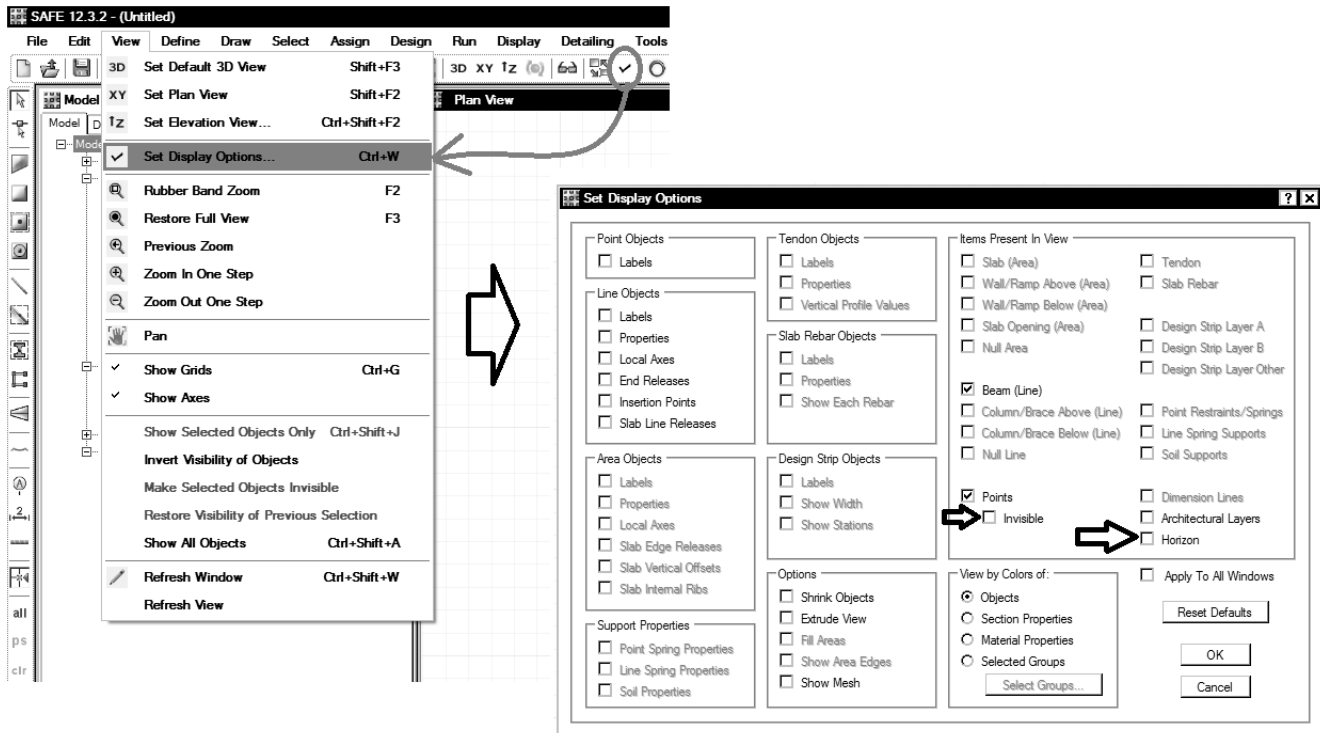 SAFE 12.3.2 - (Untitled)
File Edit View Define Draw Select Assign Design Run Display Detailing Tools
3D XY 1Z
Model
Plan View
Model D
Mode
3D Set Default 3D View Shift+F3
XY Set Plan View Shift+F2
1Z Set Elevation View... Ctrl+Shift+F2
Set Display Options... Ctrl+W
Rubber Band Zoom F2
Restore Full View F3
Previous Zoom
Zoom In One Step
Zoom Out One Step
Pan
Show Grids Ctrl+G
Show Axes
Show Selected Objects Only Ctrl+Shift+J
Invert Visibility of Objects
Make Selected Objects Invisible
Restore Visibility of Previous Selection
Show All Objects Ctrl+Shift+A
Refresh Window Ctrl+Shift+W
Refresh View
A
2
all
ps
clr
Set Display Options
Point Objects
Labels
Line Objects
Labels
Properties
Local Axes
End Releases
Insertion Points
Slab Line Releases
Area Objects
Labels
Properties
Local Axes
Slab Edge Releases
Slab Vertical Offsets
Slab Internal Ribs
Support Properties
Point Spring Properties
Line Spring Properties
Soil Properties
Tendon Objects
Labels
Properties
Vertical Profile Values
Slab Rebar Objects
Labels
Properties
Show Each Rebar
Design Strip Objects
Labels
Show Width
Show Stations
Options
Shrink Objects
Extrude View
Fill Areas
Show Area Edges
Show Mesh
Items Present In View
Slab (Area)
Wall/Ramp Above (Area)
Wall/Ramp Below (Area)
Slab Opening (Area)
Null Area
Beam (Line)
Column/Brace Above (Line)
Column/Brace Below (Line)
Null Line
Points
Invisible
Tendon
Slab Rebar
Design Strip Layer A
Design Strip Layer B
Design Strip Layer Other
Point Restraints/Springs
Line Spring Supports
Soil Supports
Dimension Lines
Architectural Layers
Horizon
View by Colors of:
Objects
Section Properties
Material Properties
Selected Groups
Select Groups...
Apply To All Windows
Reset Defaults
OK
Cancel